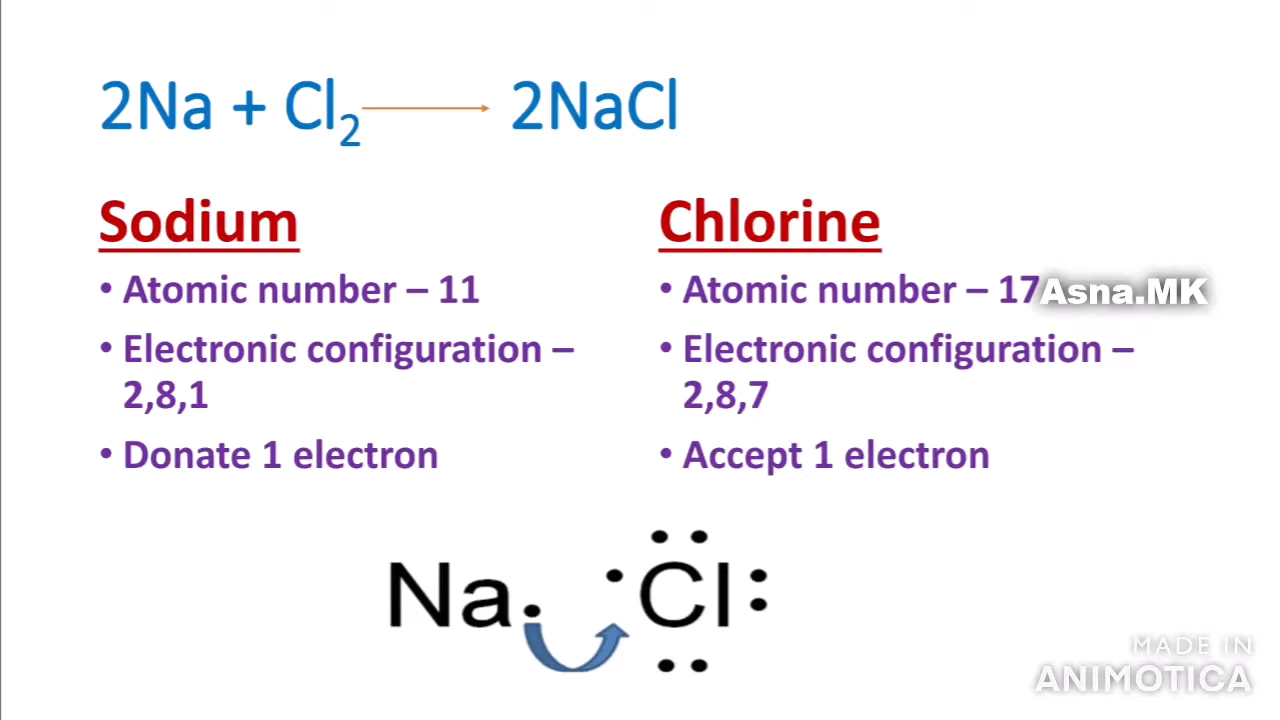 2Na + Cl₂ ⟶ 2NaCl
Sodium
• Atomic number – 11
• Electronic configuration –
2,8,1
• Donate 1 electron
Chlorine
• Atomic number – 17
• Electronic configuration –
2,8,7
• Accept 1 electron
Asna.MK
Na Cl
MADE IN
ANIMOTICA